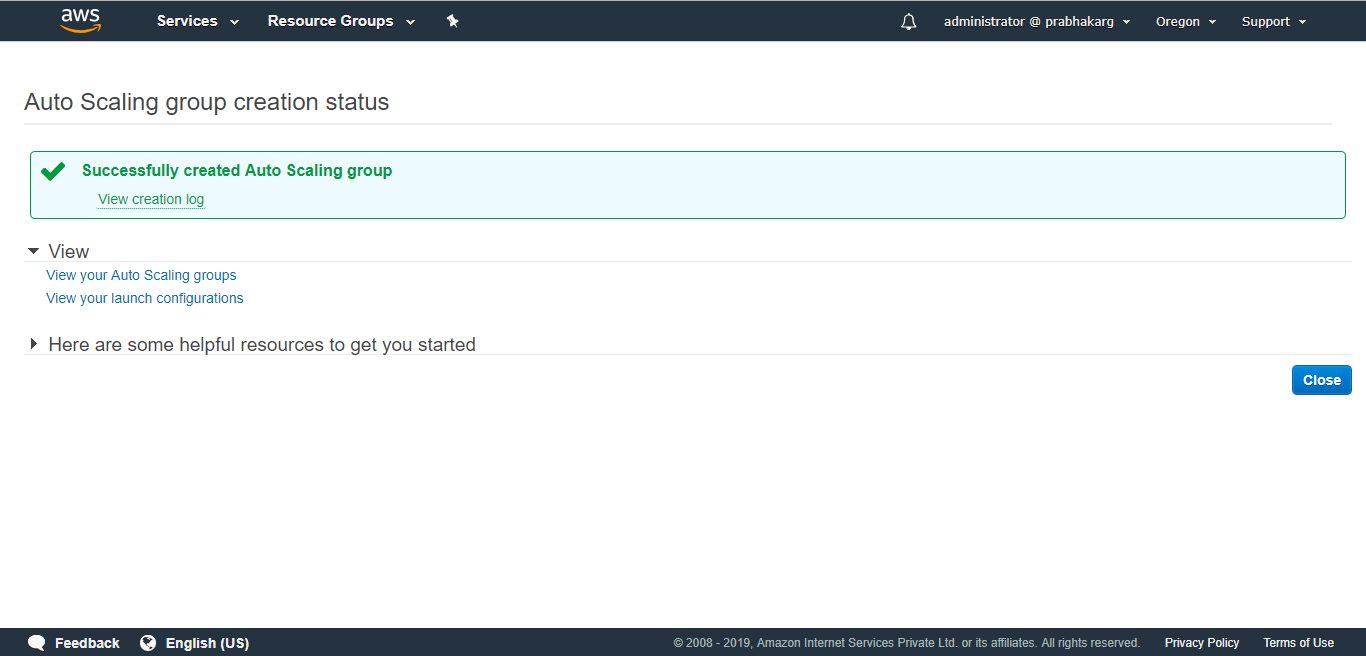 aws Services Resource Groups administrator @ prabhakarg Oregon Support
Auto Scaling group creation status
Successfully created Auto Scaling group
View creation log
View
View your Auto Scaling groups
View your launch configurations
Here are some helpful resources to get you started
Close
Feedback English (US) © 2008 - 2019, Amazon Internet Services Private Ltd. or its affiliates. All rights reserved. Privacy Policy Terms of Use